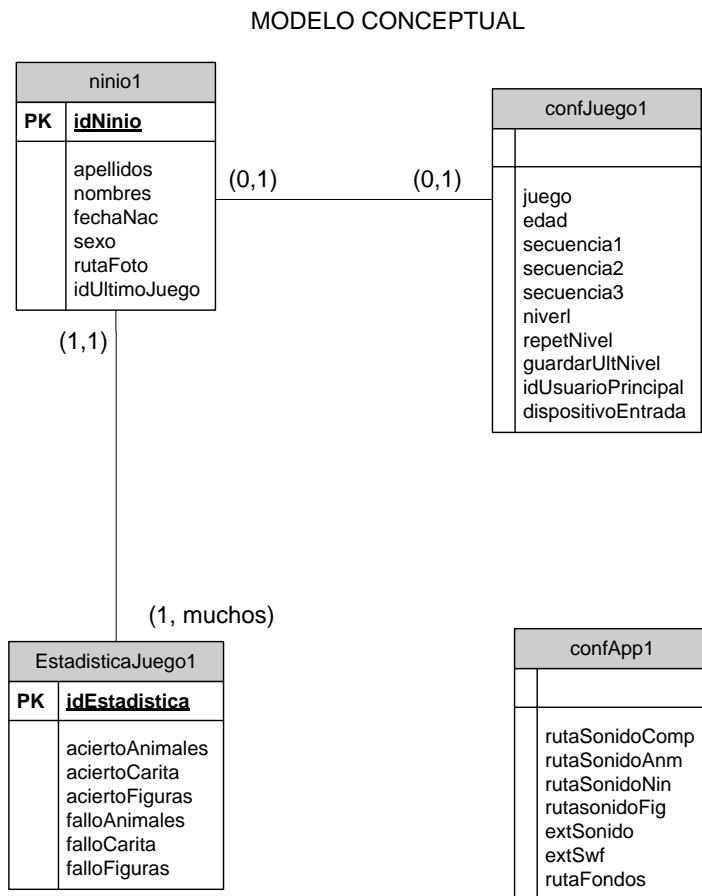 MODELO CONCEPTUAL
ninio1
PK idNinio
apellidos
nombres
fechaNac
sexo
rutaFoto
idUltimoJuego
(0,1) (0,1)
confJuego1
juego
edad
secuencia1
secuencia2
secuencia3
niverl
repetNivel
guardarUltNivel
idUsuarioPrincipal
dispositivoEntrada
(1,1)
(1, muchos)
EstadisticaJuego1
PK idEstadistica
aciertoAnimales
aciertoCarita
aciertoFiguras
falloAnimales
falloCarita
falloFiguras
confApp1
rutaSonidoComp
rutaSonidoAnm
rutaSonidoNin
rutasonidoFig
extSonido
extSwf
rutaFondos